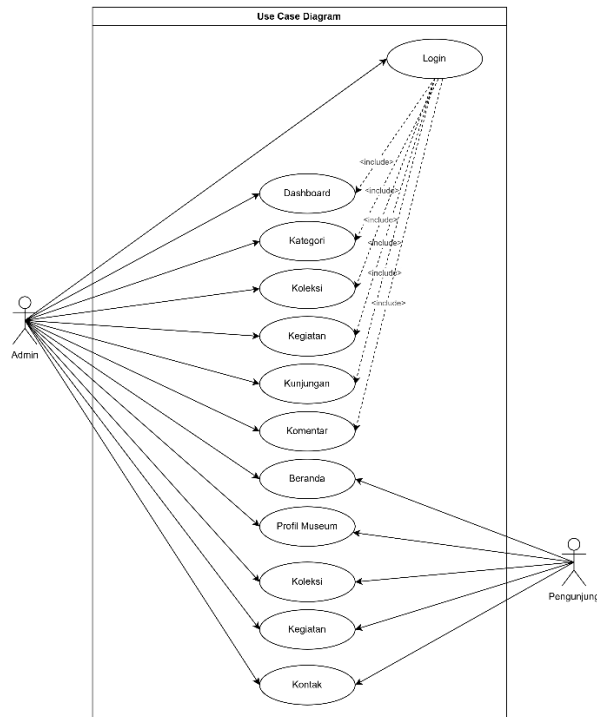 Use Case Diagram
Login
<include>
Dashboard
<include>
<include>
Kategori
<include>
<include>
Koleksi
<include>
Admin
Kegiatan
Kunjungan
Komentar
Beranda
Profil Museum
Koleksi
Pengunjung
Kegiatan
Kontak